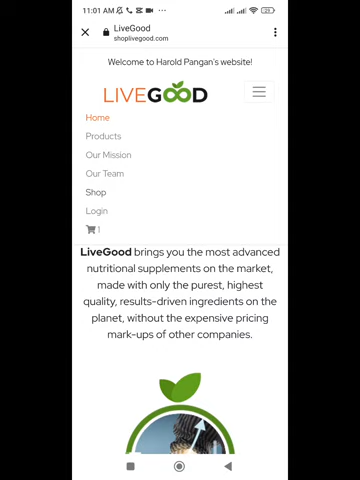 11:01 AM
LiveGood
shoplivegood.com
Welcome to Harold Pangan's website!
LIVEGOOD
Home
Products
Our Mission
Our Team
Shop
Login
1
LiveGood brings you the most advanced
nutritional supplements on the market,
made with only the purest, highest
quality, results-driven ingredients on the
planet, without the expensive pricing
mark-ups of other companies.